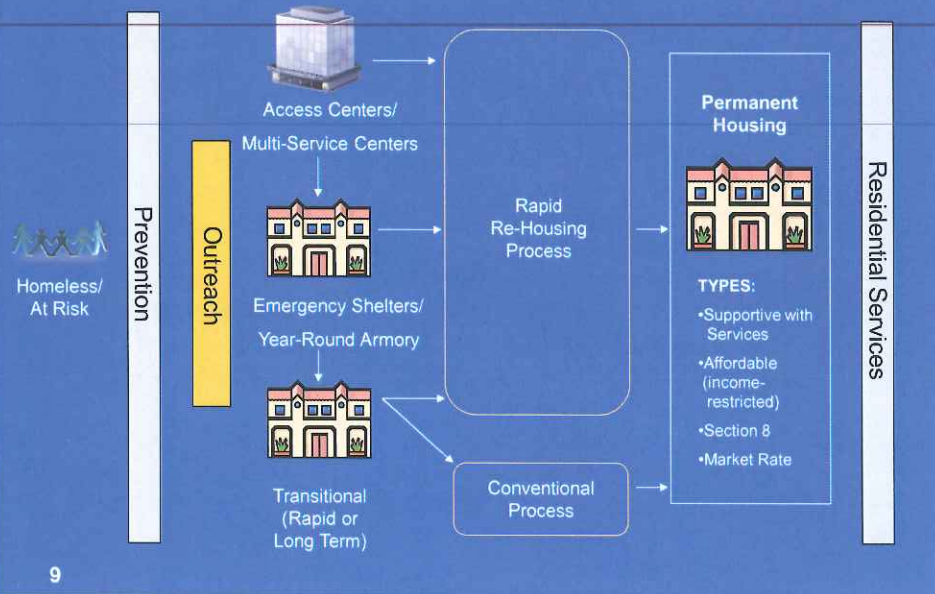 Homeless/
At Risk
Prevention
Outreach
Access Centers/
Multi-Service Centers
Emergency Shelters/
Year-Round Armory
Transitional
(Rapid or
Long Term)
Rapid
Re-Housing
Process
Conventional
Process
Permanent
Housing
TYPES:
•Supportive with
Services
•Affordable
(income-
restricted)
•Section 8
•Market Rate
Residential Services
9